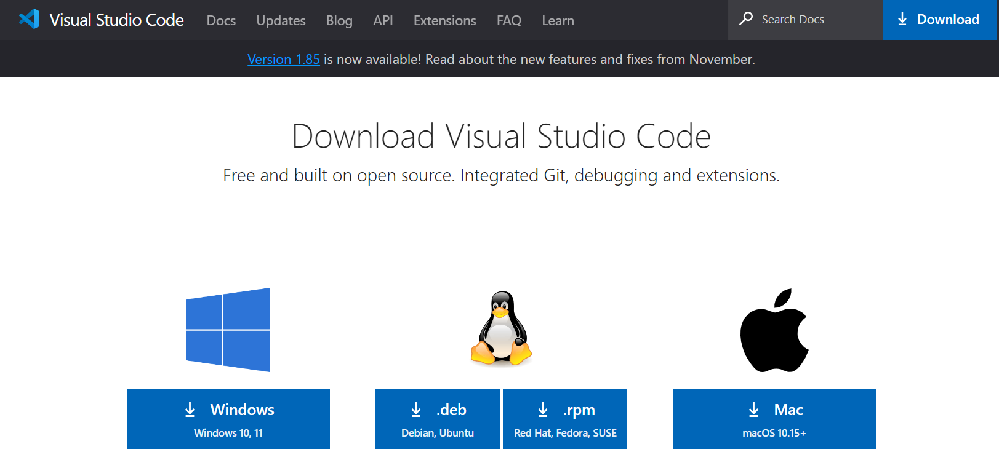 Visual Studio Code Docs Updates Blog API Extensions FAQ Learn Search Docs Download
Version 1.85 is now available! Read about the new features and fixes from November.
Download Visual Studio Code
Free and built on open source. Integrated Git, debugging and extensions.
Windows
Windows 10, 11
.deb
Debian, Ubuntu
.rpm
Red Hat, Fedora, SUSE
Mac
macOS 10.15+